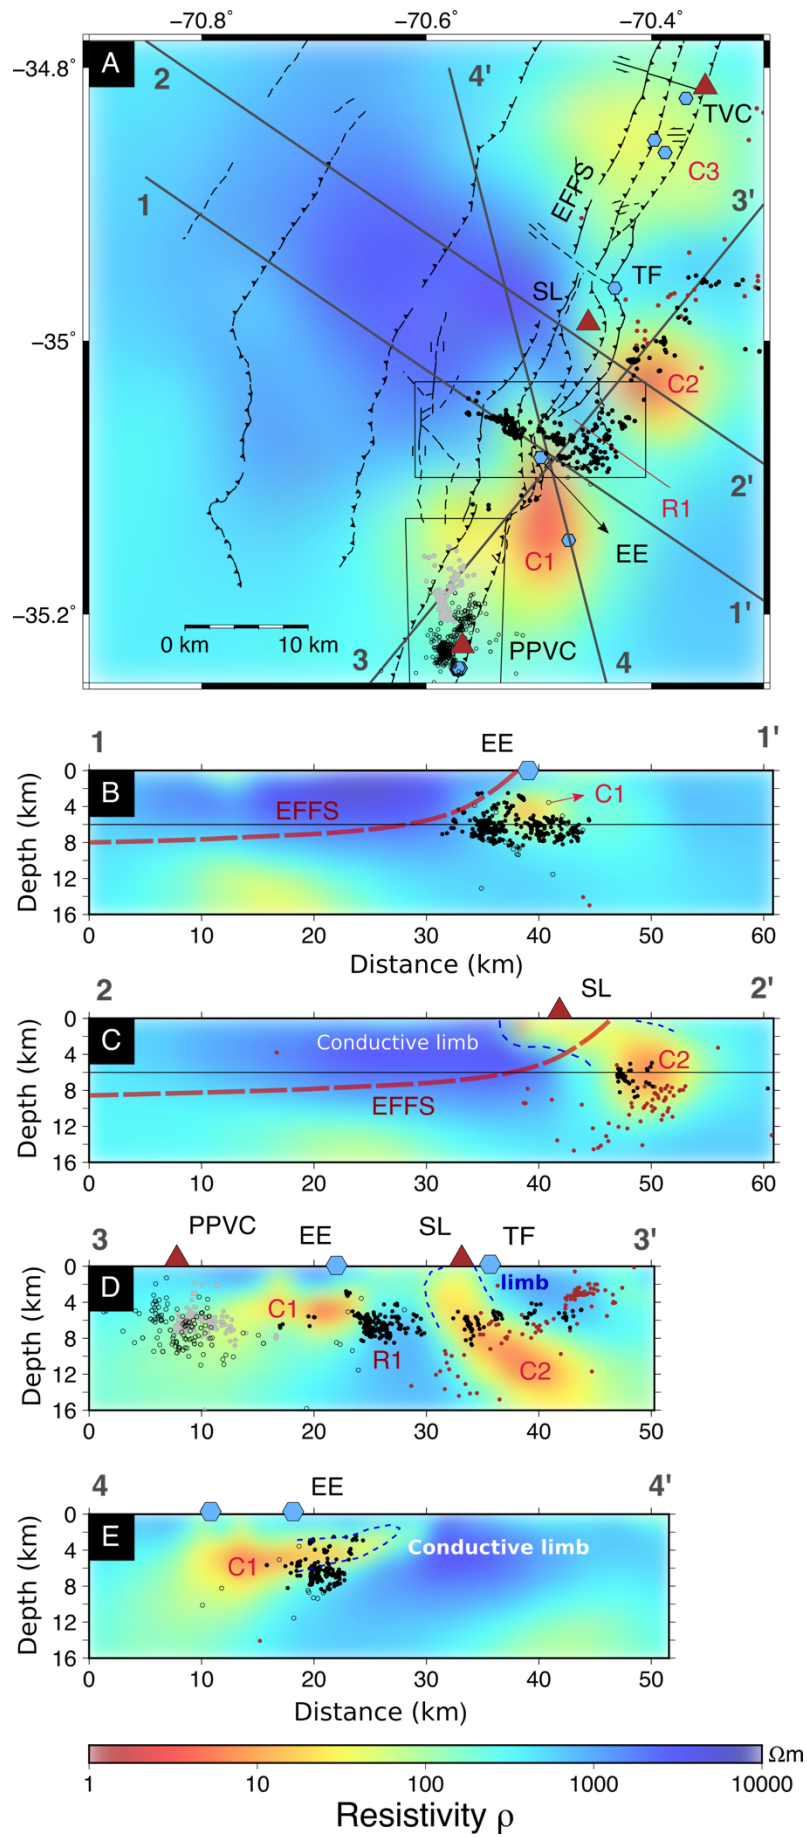 −70.8° −70.6° −70.4°
A
−34.8°
2
4'
TVC
C3
1
EFFS
3'
TF
SL
−35°
C2
2'
R1
C1
EE
1'
−35.2°
0 km 10 km
3
PPVC
4
1 EE 1'
B
C1
EFFS
Depth (km)
0
4
8
12
16
0 10 20 30 40 50 60
Distance (km)
2 SL 2'
C
Conductive limb
C2
EFFS
Depth (km)
0
4
8
12
16
0 10 20 30 40 50 60
3 PPVC EE SL TF 3'
D
limb
C1
R1
C2
Depth (km)
0
4
8
12
16
0 10 20 30 40 50
4 EE 4'
E
C1
Conductive limb
Depth (km)
0
4
8
12
16
0 10 20 30 40 50
Distance (km)
Ωm
1 10 100 1000 10000
Resistivity ρ